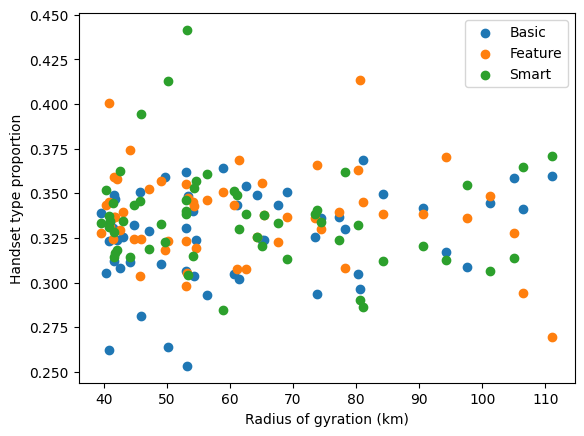 0.450
0.425
0.400
0.375
0.350
0.325
0.300
0.275
0.250
Handset type proportion
Basic
Feature
Smart
40 50 60 70 80 90 100 110
Radius of gyration (km)